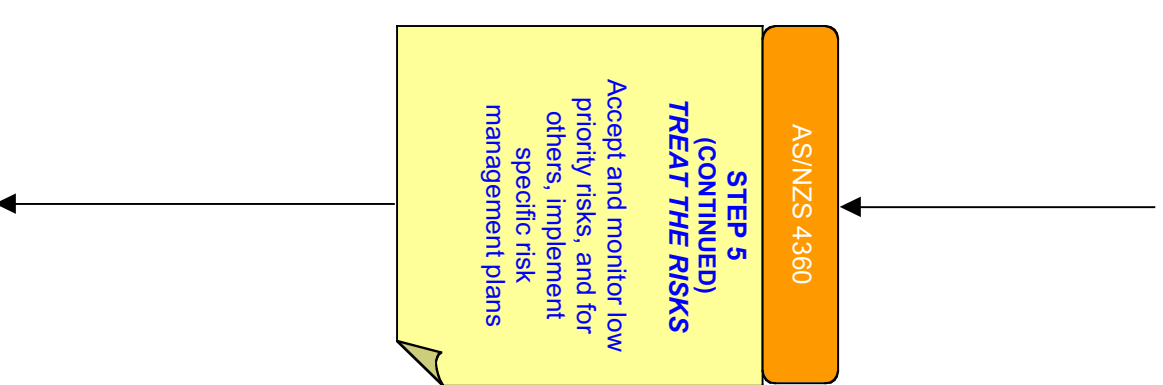 AS/NZS 4360
STEP 5
(CONTINUED)
TREAT THE RISKS
Accept and monitor low
priority risks, and for
others, implement
specific risk
management plans